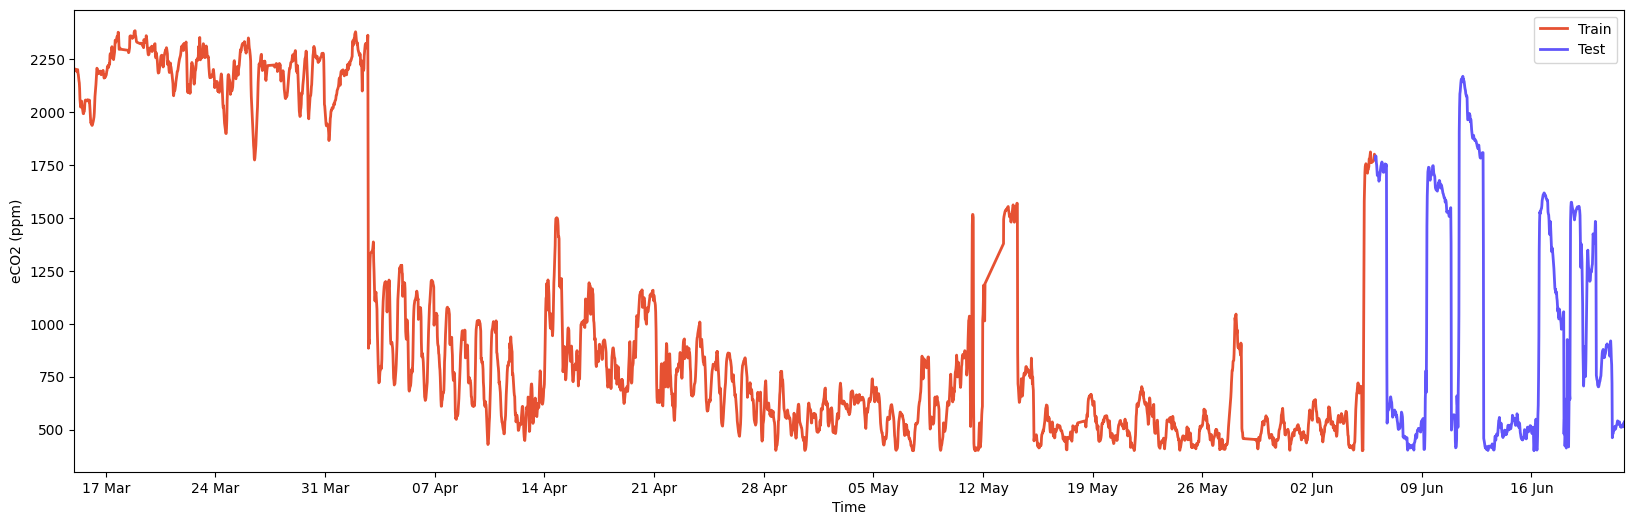 Train
Test
eCO2 (ppm)
2250
2000
1750
1500
1250
1000
750
500
17 Mar
24 Mar
31 Mar
07 Apr
14 Apr
21 Apr
28 Apr
05 May
12 May
19 May
26 May
02 Jun
09 Jun
16 Jun
Time